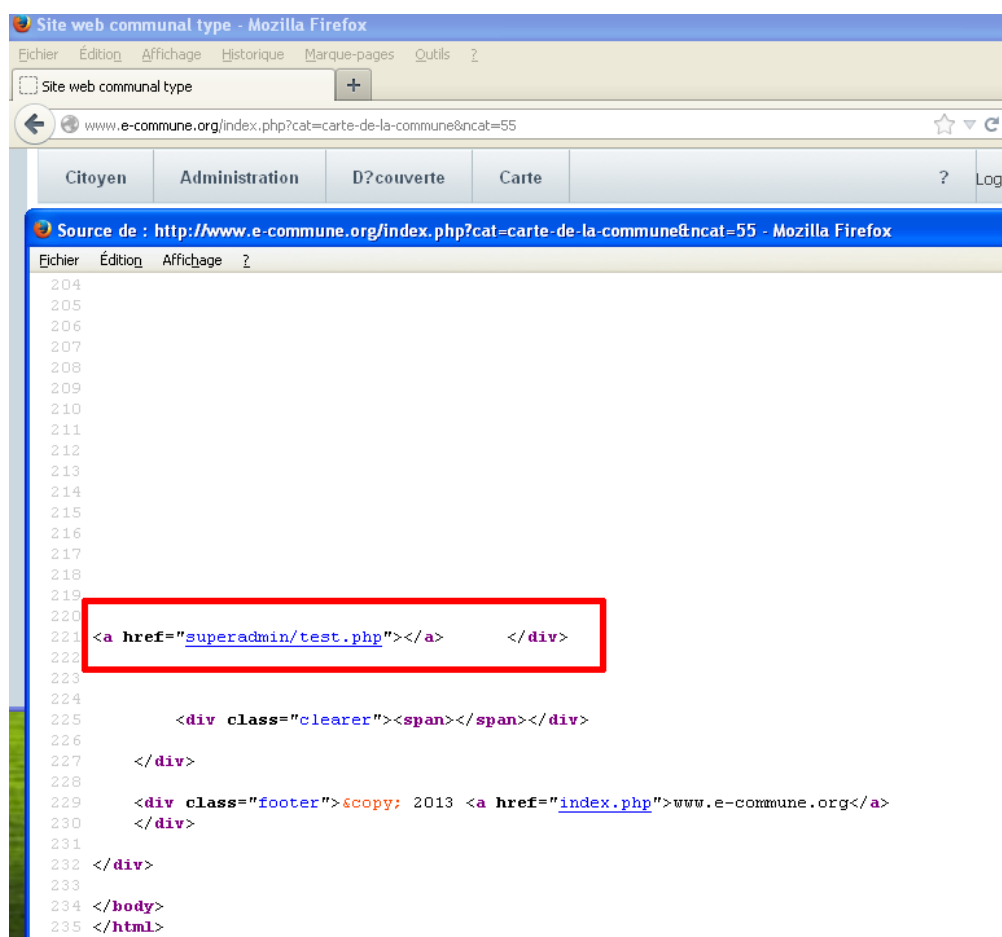 Site web communal type - Mozilla Firefox
Fichier Édition Affichage Historique Marque-pages Outils ?
Site web communal type +
www.e-commune.org/index.php?cat=carte-de-la-commune&ncat=55
Citoyen Administration D?couverte Carte ? Log
Source de : http://www.e-commune.org/index.php?cat=carte-de-la-commune&ncat=55 - Mozilla Firefox
Fichier Édition Affichage ?
204
205
206
207
208
209
210
211
212
213
214
215
216
217
218
219
220
221 <a href="superadmin/test.php"></a> </div>
222
223
224
225 <div class="clearer"><span></span></div>
226
227 </div>
228
229 <div class="footer">&copy; 2013 <a href="index.php">www.e-commune.org</a>
230 </div>
231
232 </div>
233
234 </body>
235 </html>